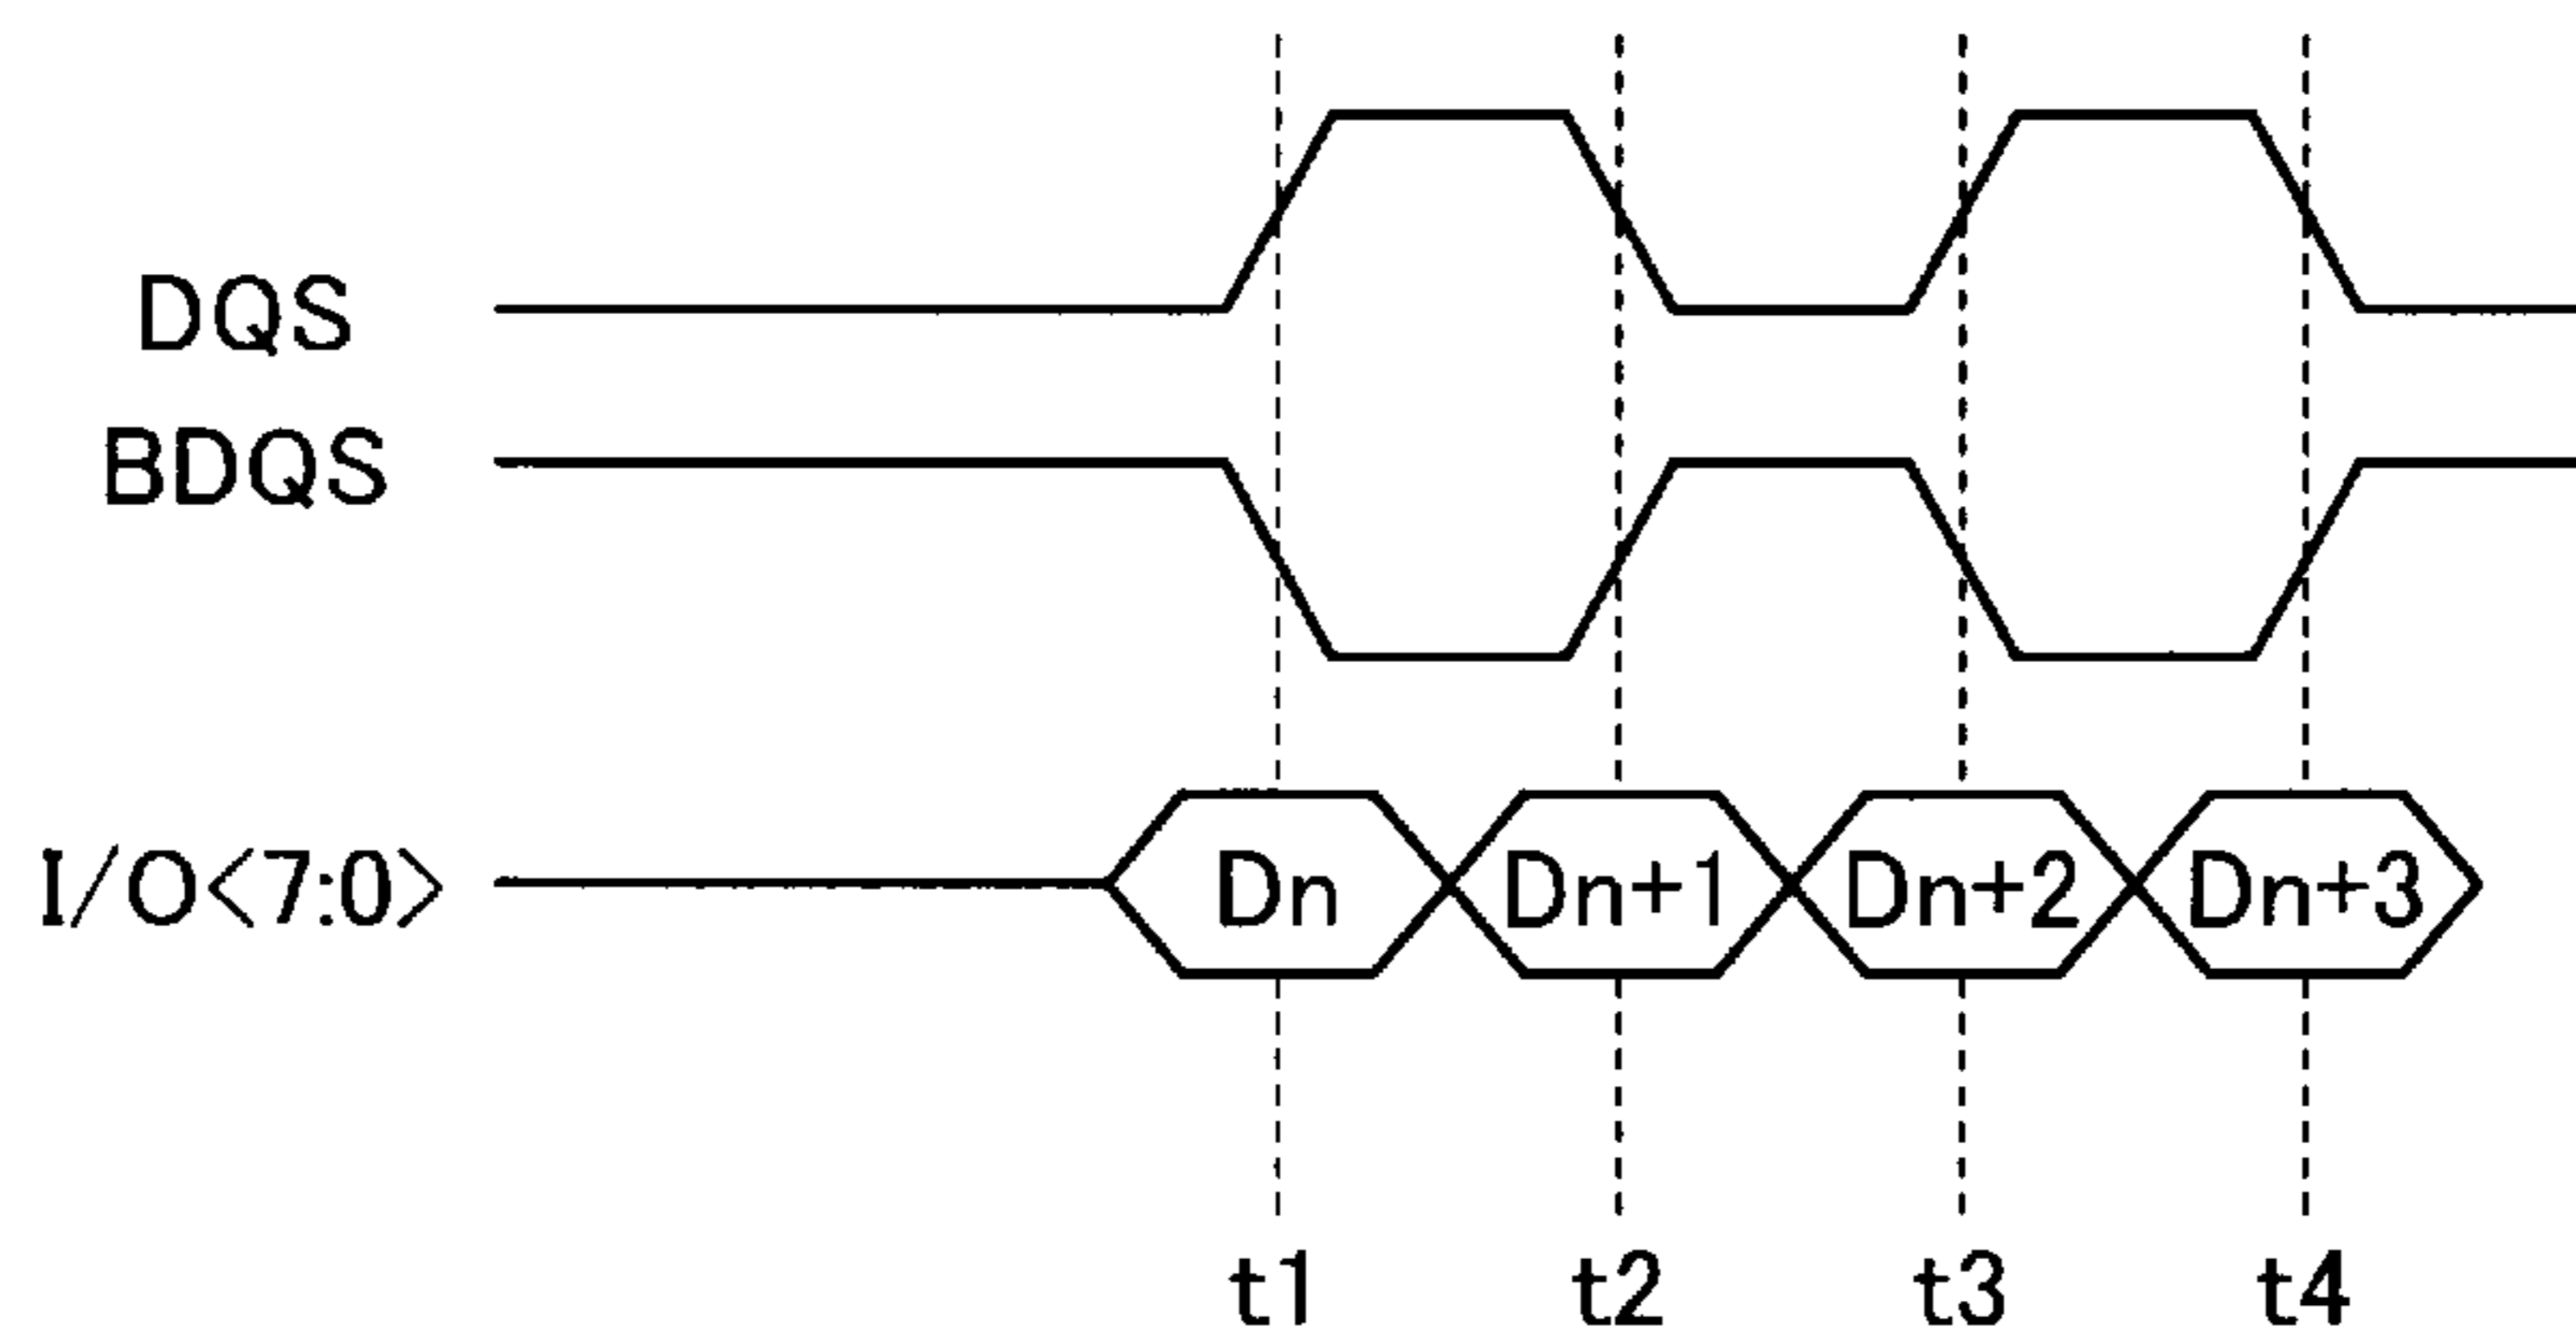 DQS
BDQS
I/O<7:0>
Dn Dn+1 Dn+2 Dn+3
t1 t2 t3 t4